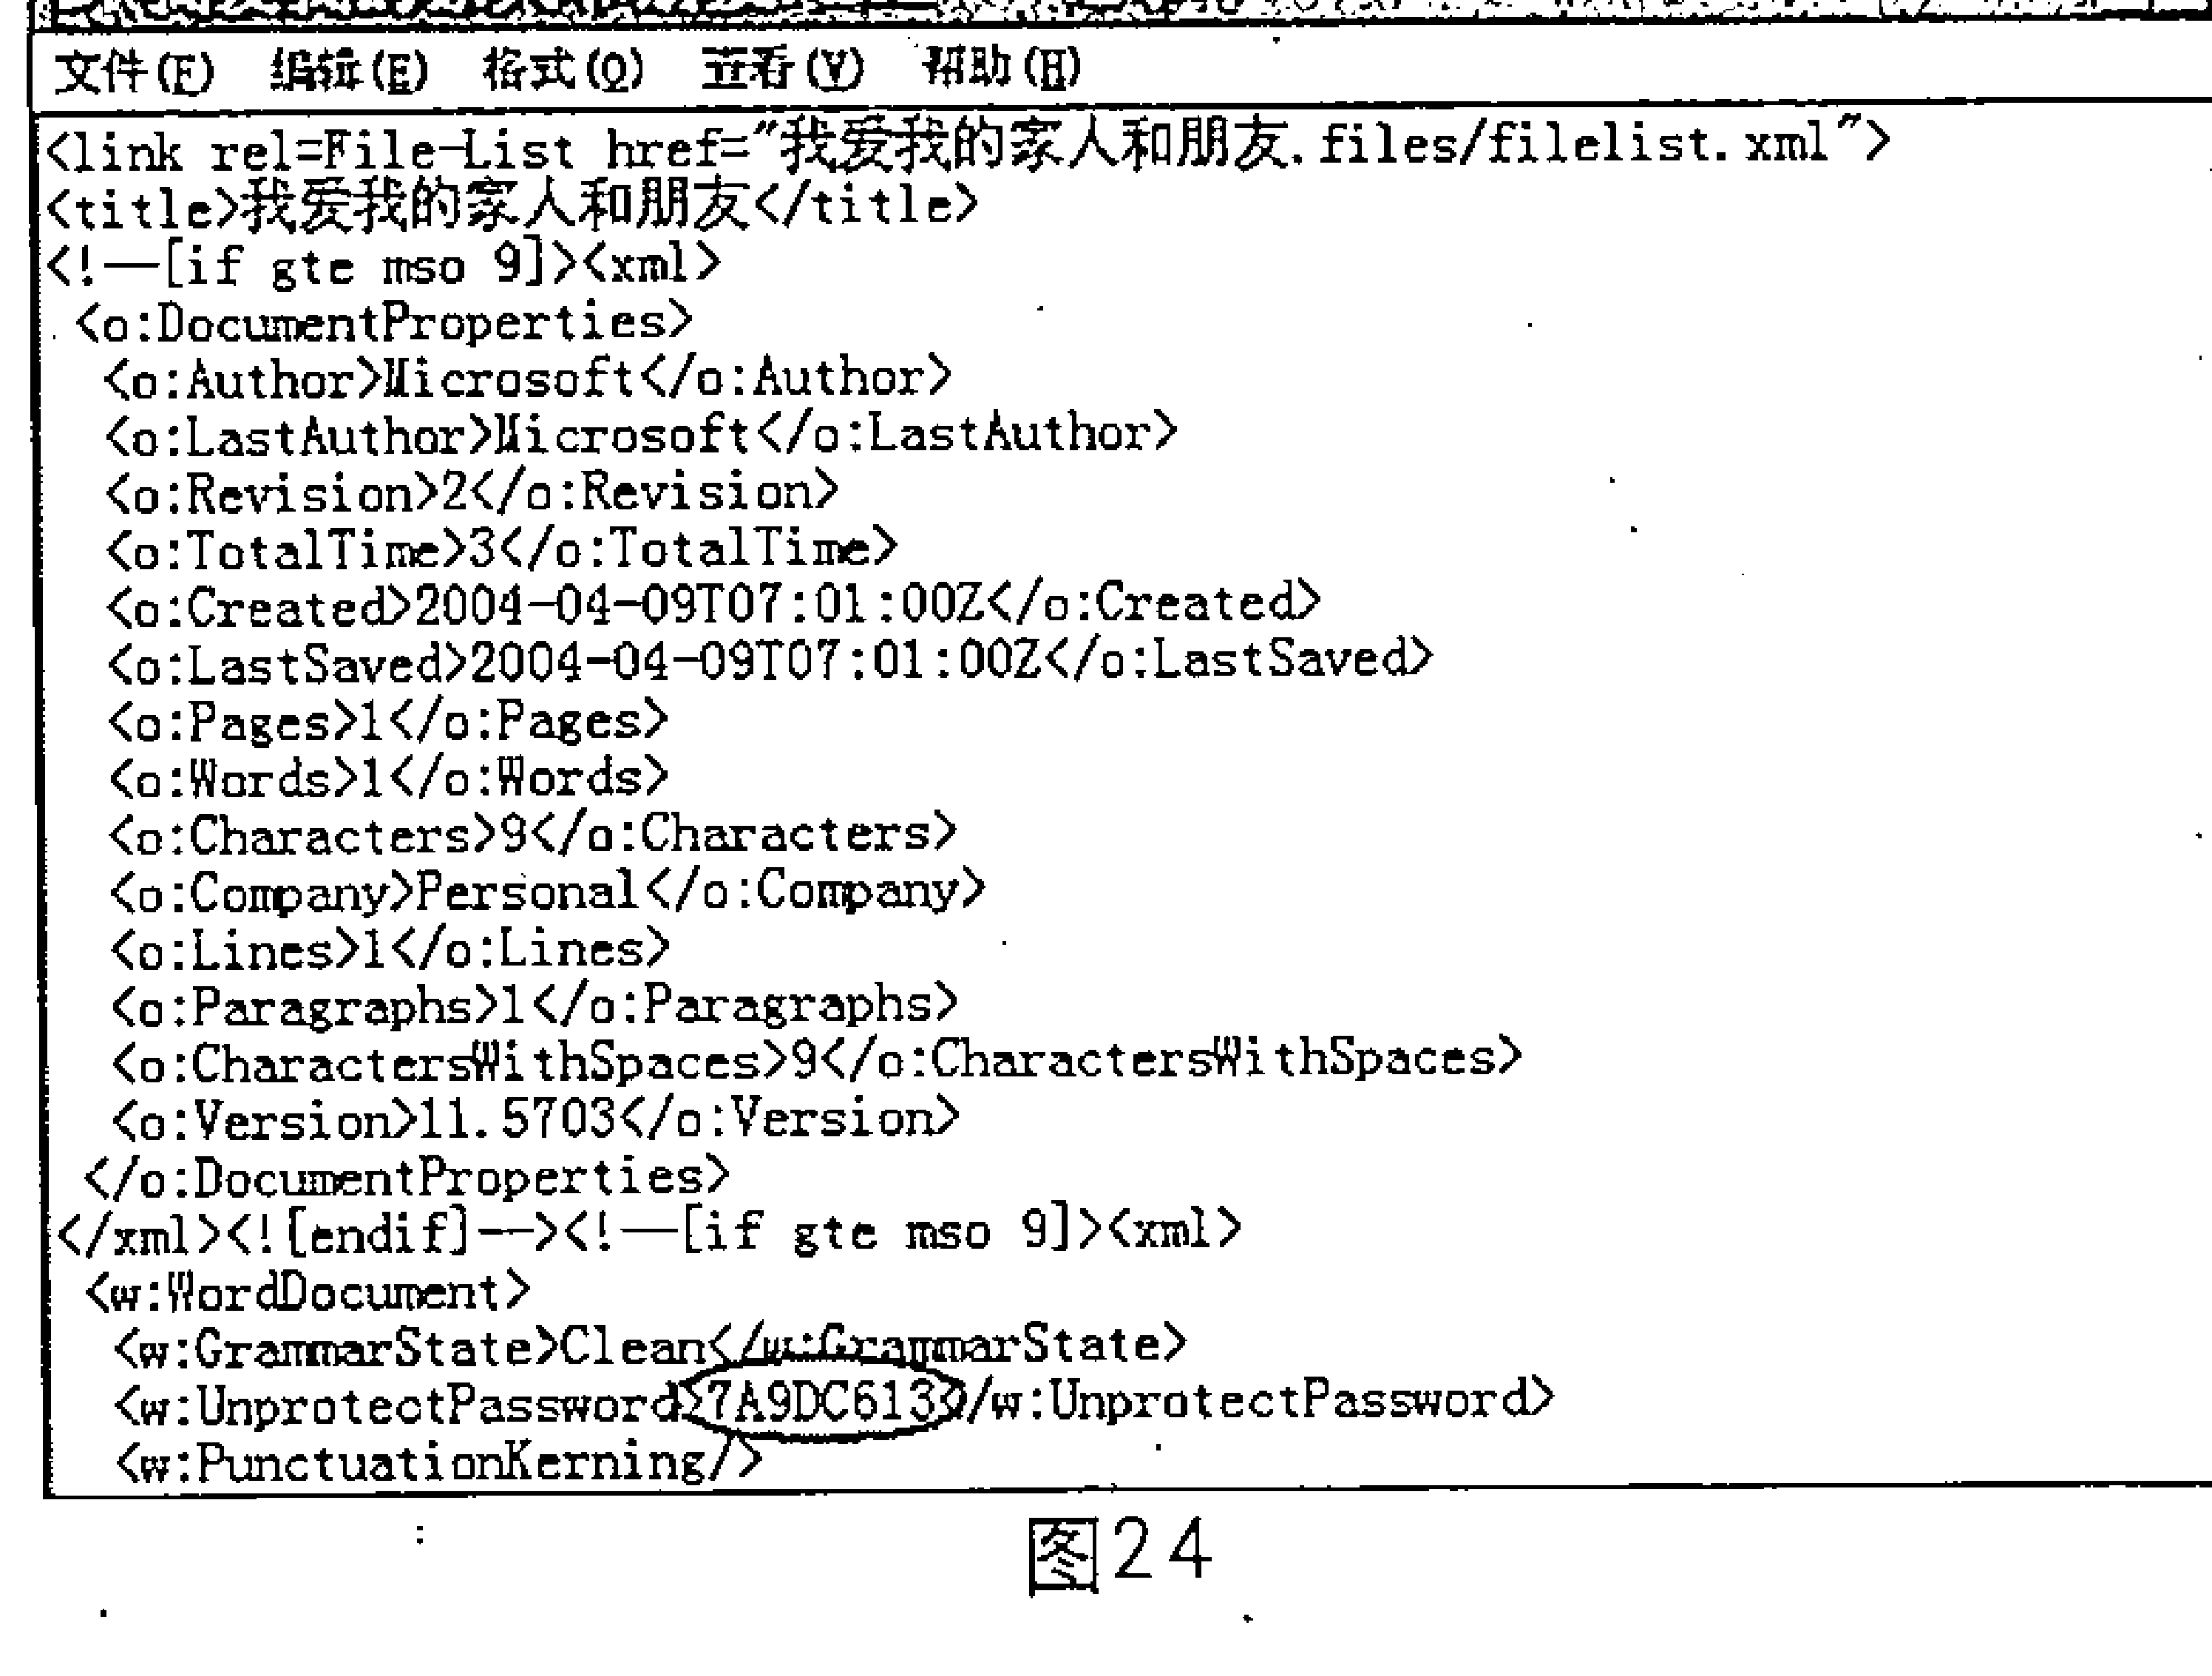 文件(F) 编辑(E) 格式(O) 查看(V) 帮助(H)
<link rel=File-List href="我爱我的家人和朋友.files/filelist.xml">
<title>我爱我的家人和朋友</title>
<!--[if gte mso 9]><xml>
<o:DocumentProperties>
<o:Author>Microsoft</o:Author>
<o:LastAuthor>Microsoft</o:LastAuthor>
<o:Revision>2</o:Revision>
<o:TotalTime>3</o:TotalTime>
<o:Created>2004-04-09T07:01:00Z</o:Created>
<o:LastSaved>2004-04-09T07:01:00Z</o:LastSaved>
<o:Pages>1</o:Pages>
<o:Words>1</o:Words>
<o:Characters>9</o:Characters>
<o:Company>Personal</o:Company>
<o:Lines>1</o:Lines>
<o:Paragraphs>1</o:Paragraphs>
<o:CharactersWithSpaces>9</o:CharactersWithSpaces>
<o:Version>11.5703</o:Version>
</o:DocumentProperties>
</xml><![endif]--><!--[if gte mso 9]><xml>
<w:WordDocument>
<w:GrammarState>Clean</w:GrammarState>
<w:UnprotectPassword>7A9DC613</w:UnprotectPassword>
<w:PunctuationKerning/>
图24